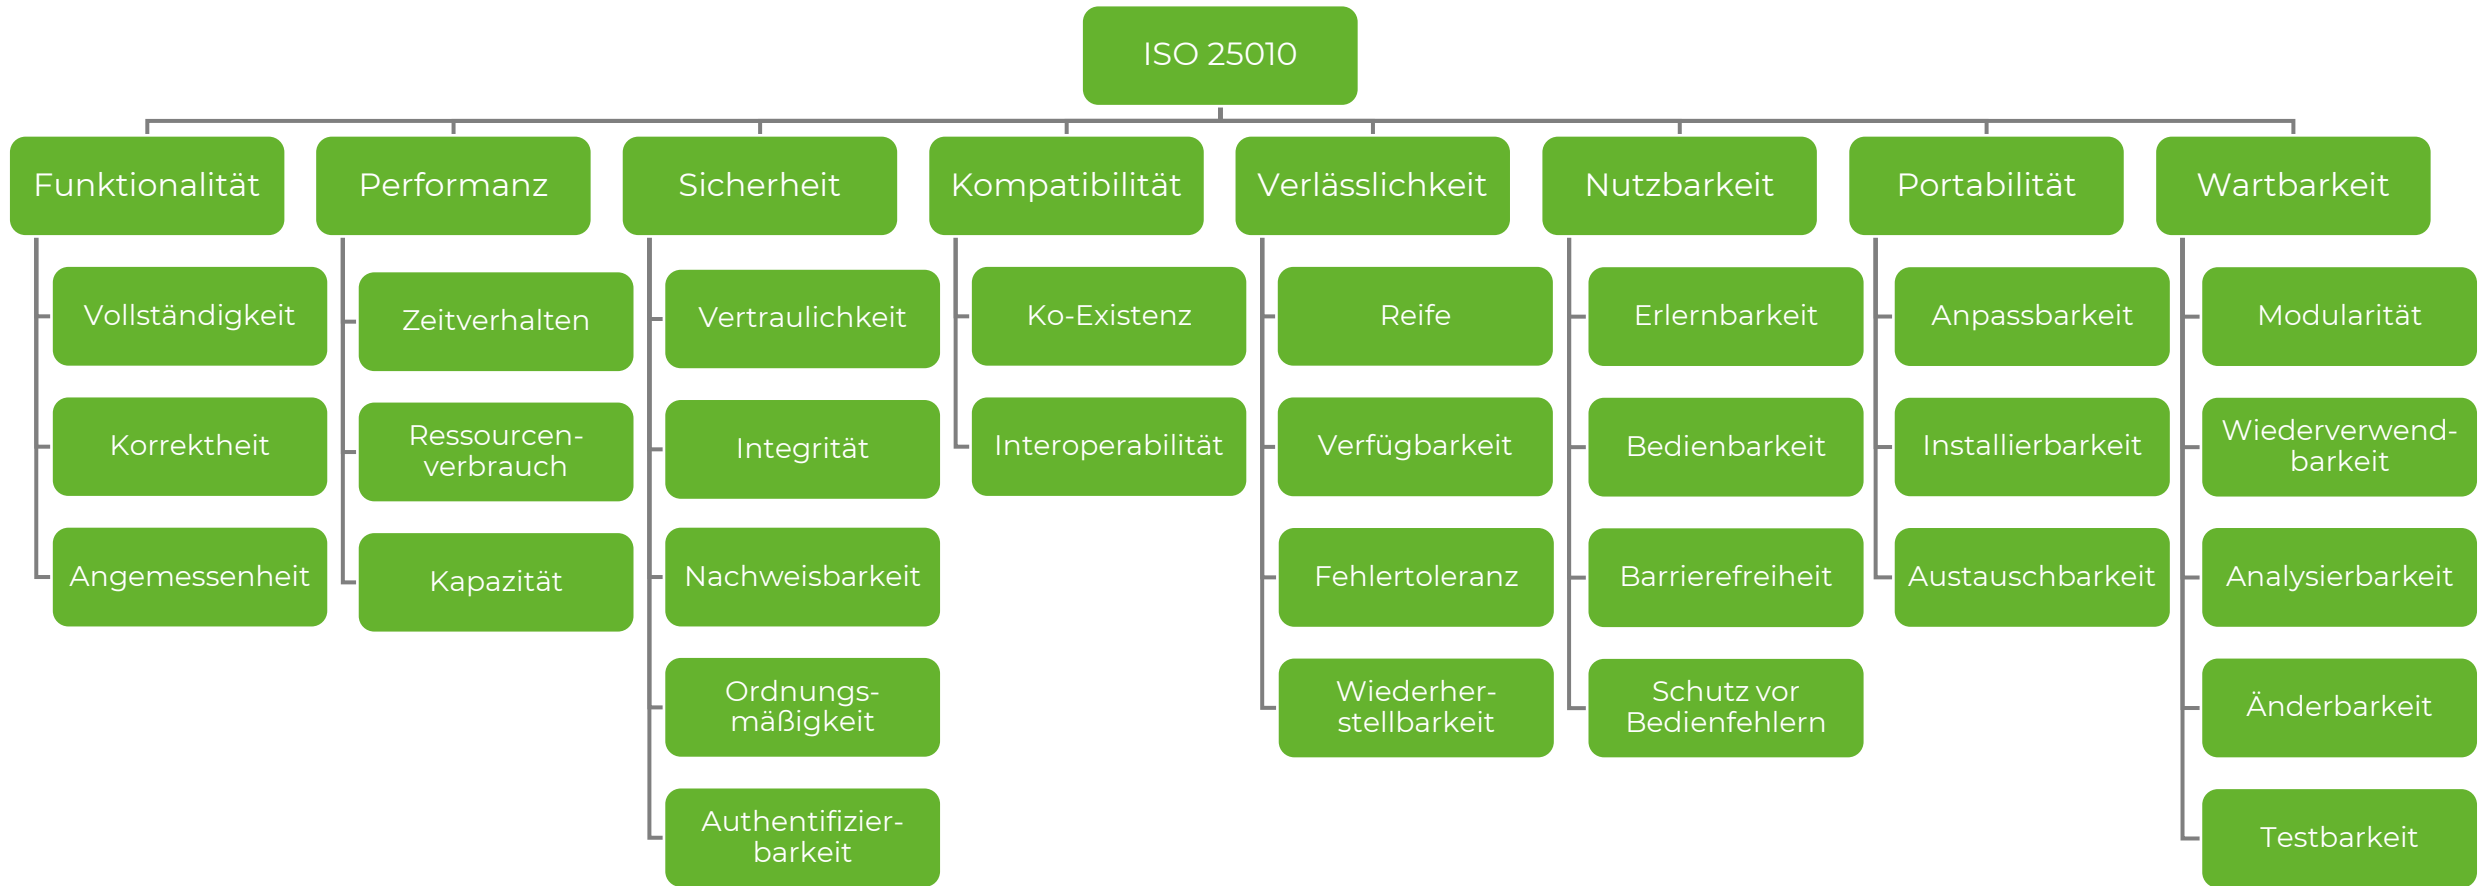 ISO 25010
Funktionalität
Performanz
Sicherheit
Kompatibilität
Verlässlichkeit
Nutzbarkeit
Portabilität
Wartbarkeit
Vollständigkeit
Korrektheit
Angemessenheit
Zeitverhalten
Ressourcen-
verbrauch
Kapazität
Vertraulichkeit
Integrität
Nachweisbarkeit
Ordnungs-
mäßigkeit
Authentifizier-
barkeit
Ko-Existenz
Interoperabilität
Reife
Verfügbarkeit
Fehlertoleranz
Wiederher-
stellbarkeit
Erlernbarkeit
Bedienbarkeit
Barrierefreiheit
Schutz vor
Bedienfehlern
Anpassbarkeit
Installierbarkeit
Austauschbarkeit
Modularität
Wiederverwend-
barkeit
Analysierbarkeit
Änderbarkeit
Testbarkeit